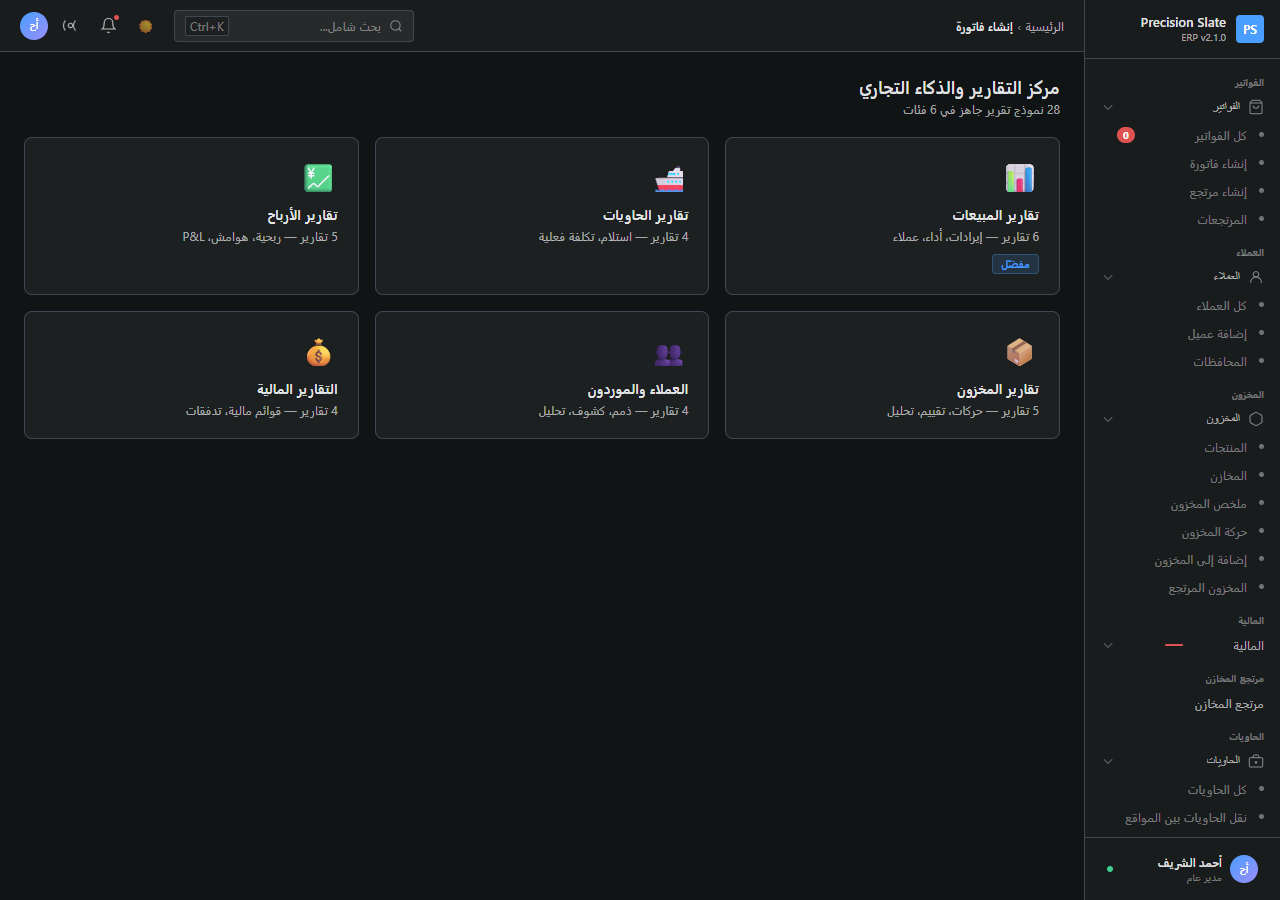 Precision Slate
ERP v2.1.0
PS
الفواتير
الفواتير
كل الفواتير
0
إنشاء فاتورة
إنشاء مرتجع
المرتجعات
العملاء
العملاء
كل العملاء
إضافة عميل
المحافظات
المخزون
المخزون
المنتجات
المخازن
ملخص المخزون
حركة المخزون
إضافة إلى المخزون
المخزون المرتجع
المالية
المالية
مرتجع المخازن
مرتجع المخازن
الحاويات
الحاويات
كل الحاويات
نقل الحاويات بين المواقع
أح
أحمد الشريف
مدير عام
الرئيسية › إنشاء فاتورة
بحث شامل...
Ctrl+K
أح
مركز التقارير والذكاء التجاري
28 نموذج تقرير جاهز في 6 فئات
تقارير المبيعات
6 تقارير — إيرادات، أداء، عملاء
مفضّل
تقارير الحاويات
4 تقارير — استلام، تكلفة فعلية
تقارير الأرباح
5 تقارير — ربحية، هوامش، P&L
تقارير المخزون
5 تقارير — حركات، تقييم، تحليل
العملاء والموردون
4 تقارير — ذمم، كشوف، تحليل
التقارير المالية
4 تقارير — قوائم مالية، تدفقات